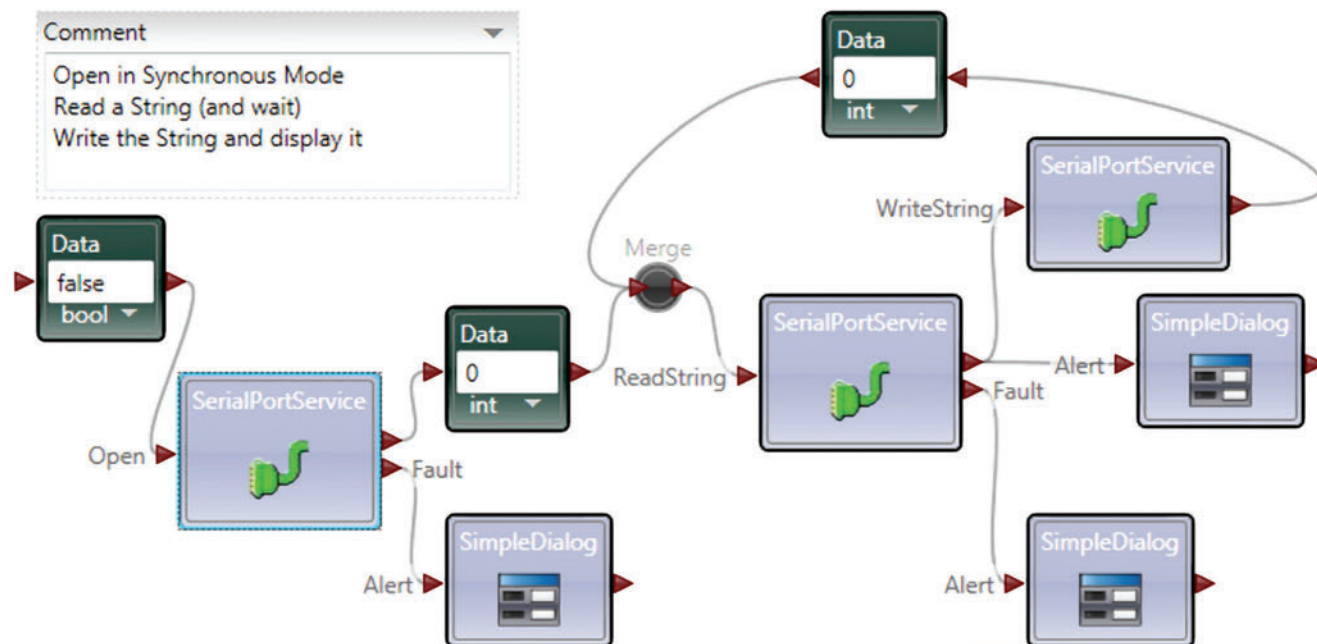 Comment
Open in Synchronous Mode
Read a String (and wait)
Write the String and display it
Data
0
int
SerialPortService
WriteString
Data
false
bool
Merge
Data
0
int
SerialPortService
ReadString
Fault
SimpleDialog
Alert
SerialPortService
Open
Fault
SimpleDialog
Alert
SimpleDialog
Alert